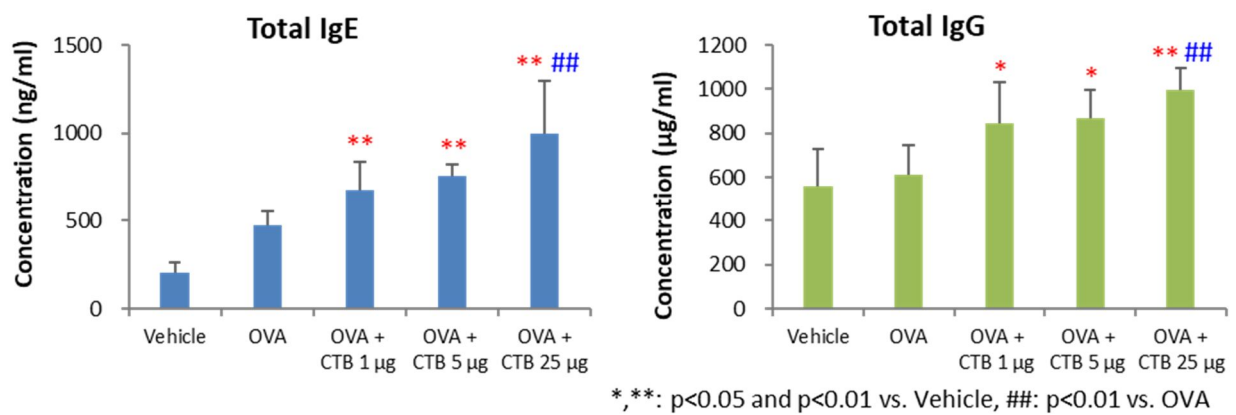 Total IgE
Concentration (ng/ml)
1500
1000
500
0
** ##
**
**
Vehicle
OVA
OVA +
CTB 1 µg
OVA +
CTB 5 µg
OVA +
CTB 25 µg
Total IgG
Concentration (µg/ml)
1200
1000
800
600
400
200
0
*
*
** ##
Vehicle
OVA
OVA +
CTB 1 µg
OVA +
CTB 5 µg
OVA +
CTB 25 µg
*,**: p<0.05 and p<0.01 vs. Vehicle, ##: p<0.01 vs. OVA